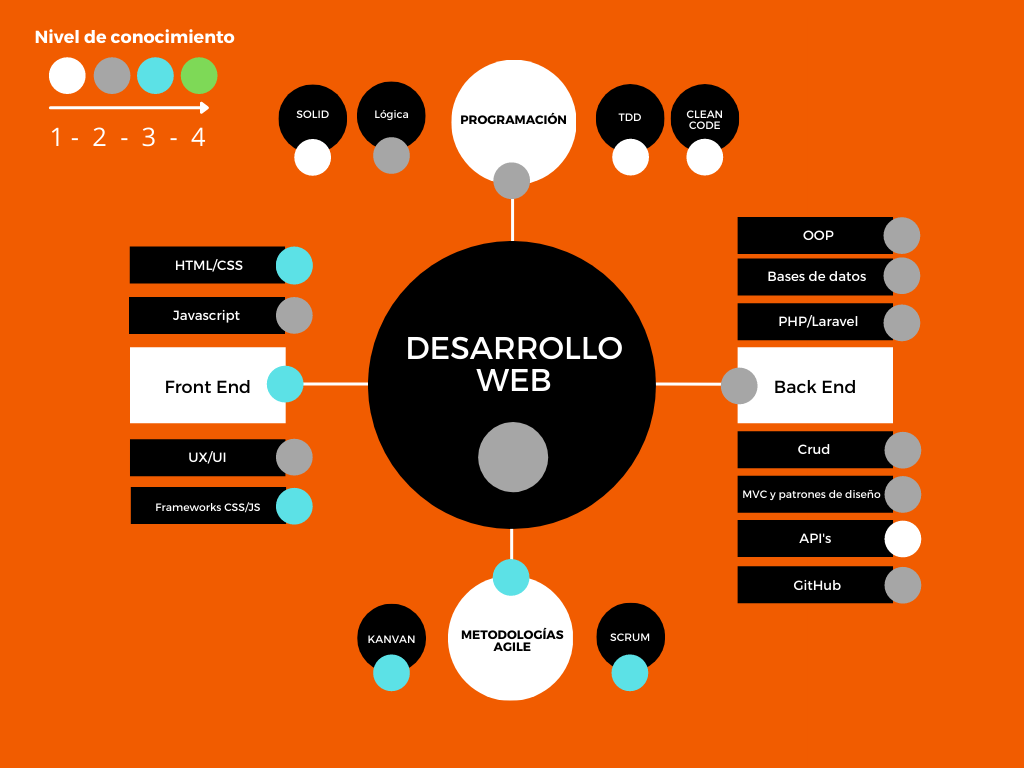 Nivel de conocimiento
1 - 2 - 3 - 4
SOLID
Lógica
PROGRAMACIÓN
TDD
CLEAN
CODE
HTML/CSS
Javascript
Front End
UX/UI
Frameworks CSS/JS
DESARROLLO
WEB
OOP
Bases de datos
PHP/Laravel
Back End
Crud
MVC y patrones de diseño
API's
GitHub
KANVAN
METODOLOGÍAS
AGILE
SCRUM